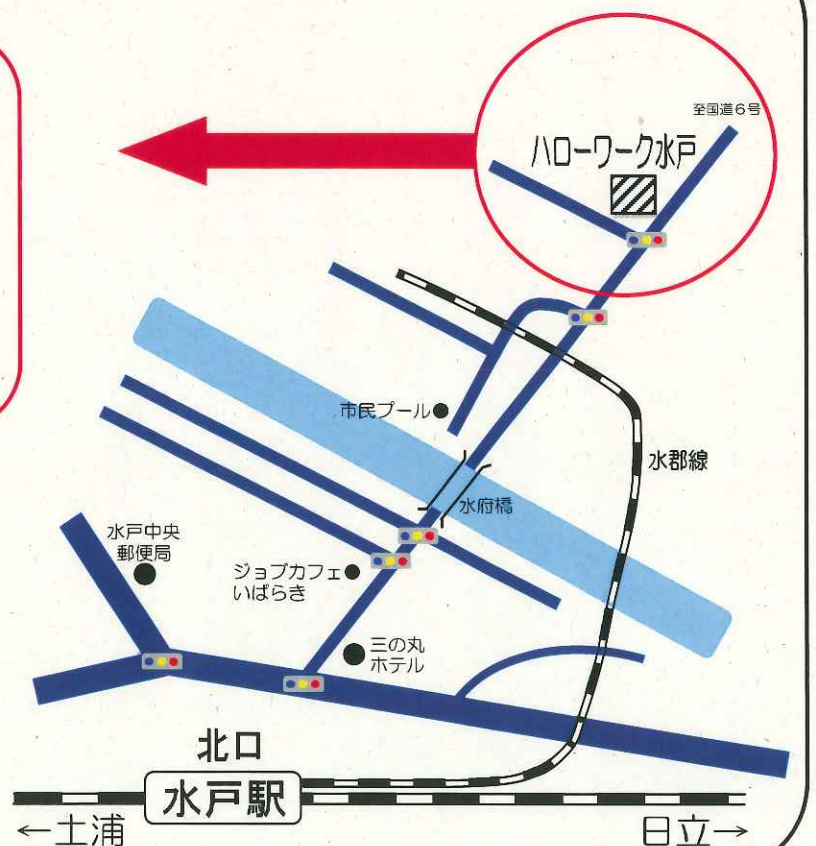 至国道6号
ハローワーク水戸
市民プール
水郡線
水府橋
水戸中央
郵便局
ジョブカフェ
いばらき
三の丸
ホテル
北口
水戸駅
←土浦
日立→